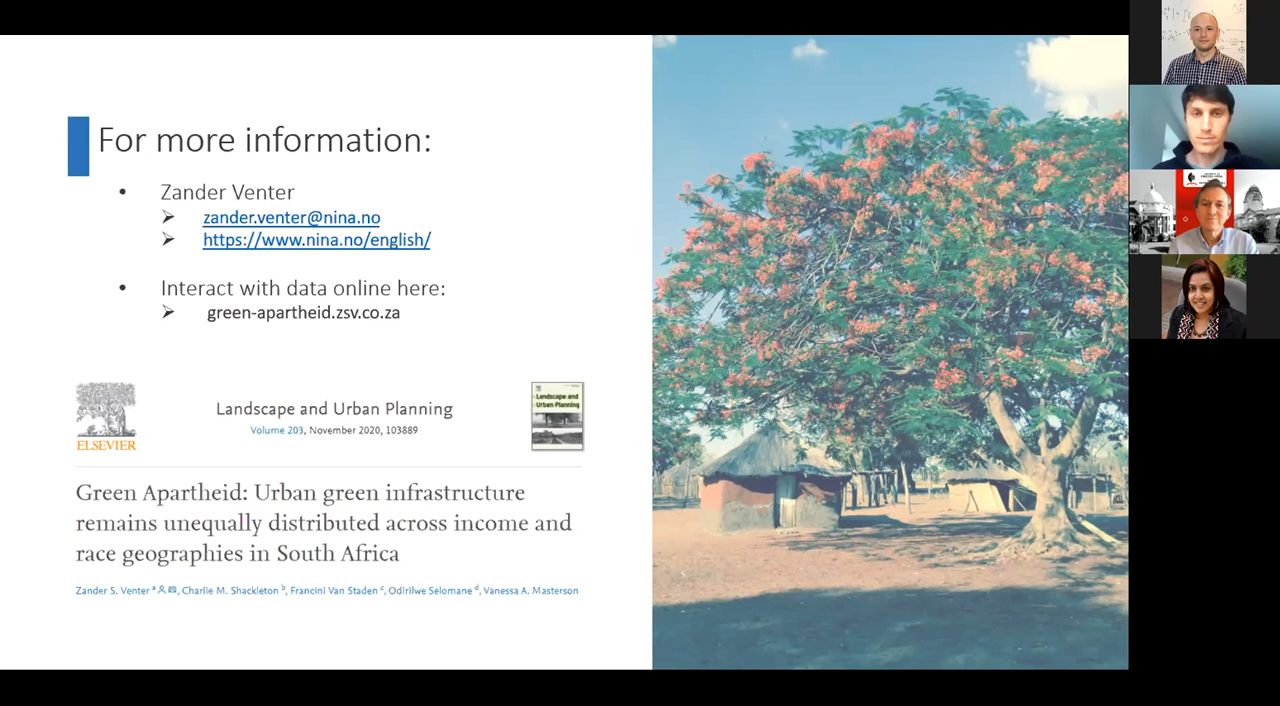 For more information:
• Zander Venter
➢ zander.venter@nina.no
➢ https://www.nina.no/english/
• Interact with data online here:
➢ green-apartheid.zsv.co.za
ELSEVIER
Landscape and Urban Planning
Volume 203, November 2020, 103889
Landscape and
Urban Planning
Green Apartheid: Urban green infrastructure
remains unequally distributed across income and
race geographies in South Africa
Zander S. Venter a, Charlie M. Shackleton b, Francini Van Staden c, Odirilwe Selomane d, Vanessa A. Masterson